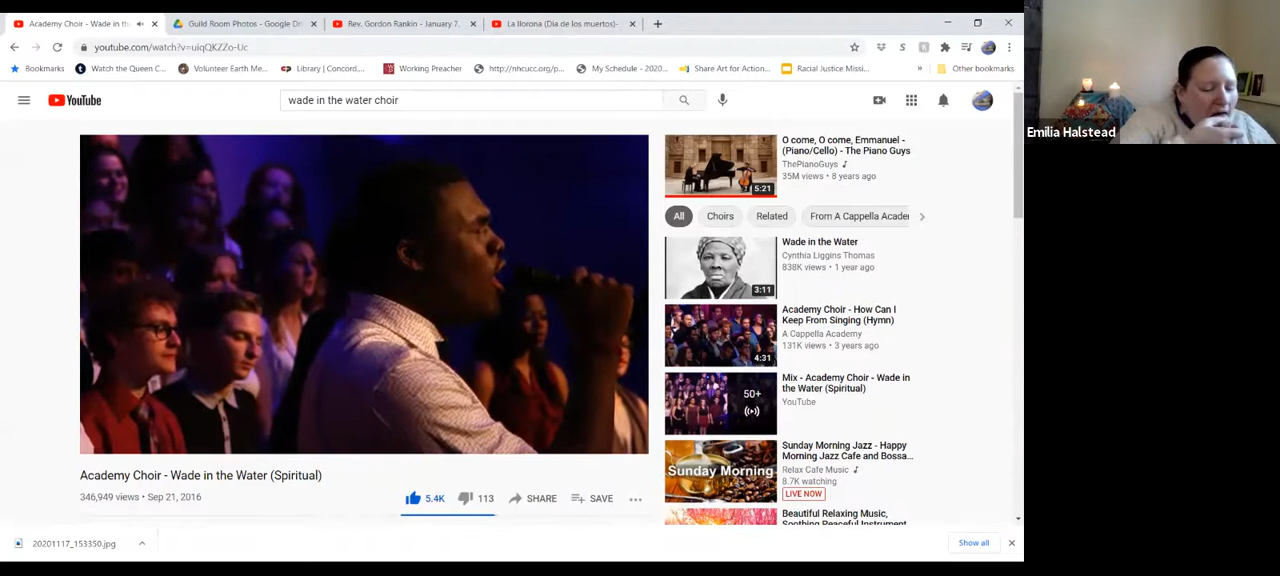 Academy Choir - Wade in th
Guild Room Photos - Google Dri
Rev. Gordon Rankin - January 7,
La llorona (Dia de los muertos)-
youtube.com/watch?v=uiqQKZZo-Uc
Bookmarks
Watch the Queen C...
Volunteer Earth Me...
Library | Concord,...
Working Preacher
http://nhcucc.org/p...
My Schedule - 2020...
Share Art for Action...
Racial Justice Missi...
»
Other bookmarks
YouTube
wade in the water choir
Emilia Halstead
O come, O come, Emmanuel -
(Piano/Cello) - The Piano Guys
ThePianoGuys
35M views • 8 years ago
5:21
All
Choirs
Related
From A Cappella Acader
Wade in the Water
Cynthia Liggins Thomas
838K views • 1 year ago
3:11
Academy Choir - How Can I
Keep From Singing (Hymn)
A Cappella Academy
131K views • 3 years ago
4:31
Mix - Academy Choir - Wade in
the Water (Spiritual)
YouTube
50+
Sunday Morning Jazz - Happy
Morning Jazz Cafe and Bossa...
Relax Cafe Music
8.7K watching
LIVE NOW
Sunday Morning
Beautiful Relaxing Music,
Soothing Peaceful Instrument
Academy Choir - Wade in the Water (Spiritual)
346,949 views • Sep 21, 2016
5.4K
113
SHARE
SAVE
20201117_153350.jpg
Show all